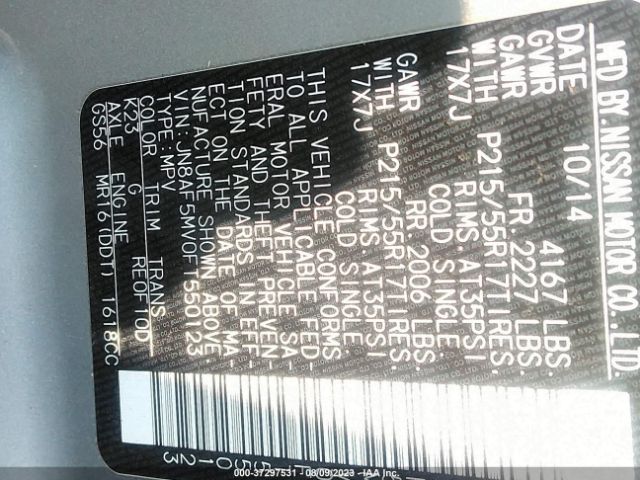 MFD BY: NISSAN MOTOR CO., LTD
DATE 10/14
GVWR 4167 LBS.
GAWR FR. 2227 LBS.
WITH P215/55R17TIRES.
17X7J RIMS AT35PSI
COLD SINGLE.
GAWR RR. 2006 LBS.
WITH P215/55R17TIRES.
17X7J RIMS AT35PSI
COLD SINGLE.
THIS VEHICLE CONFORMS
TO ALL APPLICABLE FED-
ERAL MOTOR VEHICLE SA-
FETY AND THEFT PREVEN-
TION STANDARDS IN EFF-
ECT ON THE DATE OF MA-
NUFACTURE SHOWN ABOVE
VIN:JN8AF5MV0FT550123
TYPE:MPV
COLOR TRIM TRANS
K23 G RE0F10D
AXLE ENGINE
GS56 MR16(DDT) 1618CC
000-37297531 - 08/09/2023 - IAA Inc.